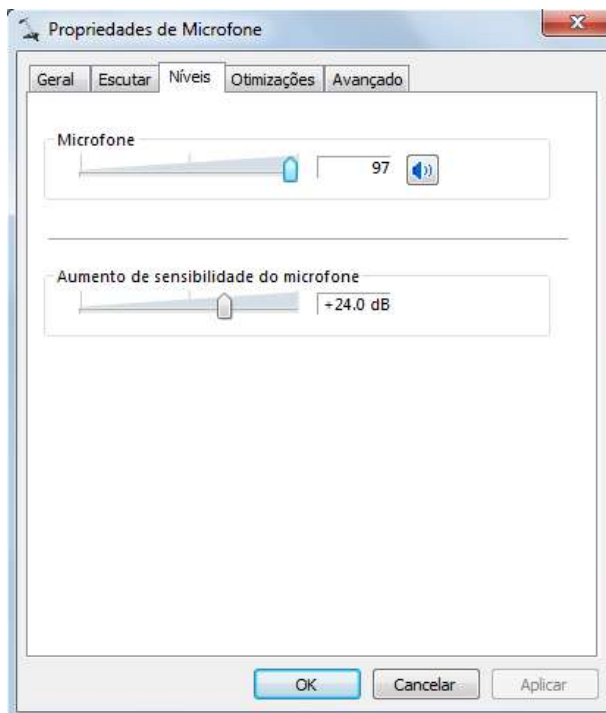 Propriedades de Microfone
Geral Escutar Níveis Otimizações Avançado
Microfone
97
Aumento de sensibilidade do microfone
+24.0 dB
OK Cancelar Aplicar